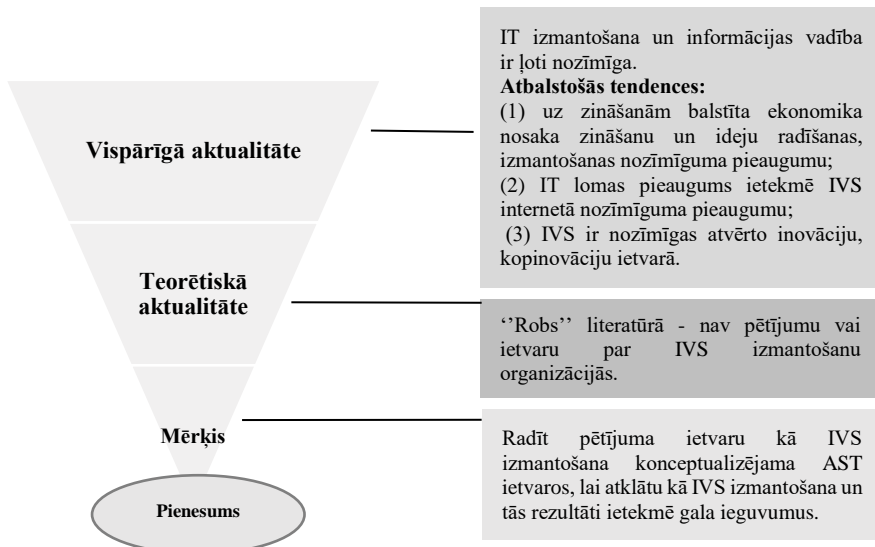 Vispārīgā aktualitāte
IT izmantošana un informācijas vadība
ir ļoti nozīmīga.
Atbalstošās tendences:
(1) uz zināšanām balstīta ekonomika
nosaka zināšanu un ideju radīšanas,
izmantošanas nozīmīguma pieaugumu;
(2) IT lomas pieaugums ietekmē IVS
internetā nozīmīguma pieaugumu;
(3) IVS ir nozīmīgas atvērto inovāciju,
kopinovāciju ietvarā.
Teorētiskā
aktualitāte
‘’Robs’’ literatūrā - nav pētījumu vai
ietvaru par IVS izmantošanu
organizācijās.
Mērķis
Radīt pētījuma ietvaru kā IVS
izmantošana konceptualizējama AST
ietvaros, lai atklātu kā IVS izmantošana un
tās rezultāti ietekmē gala ieguvumus.
Pienesums